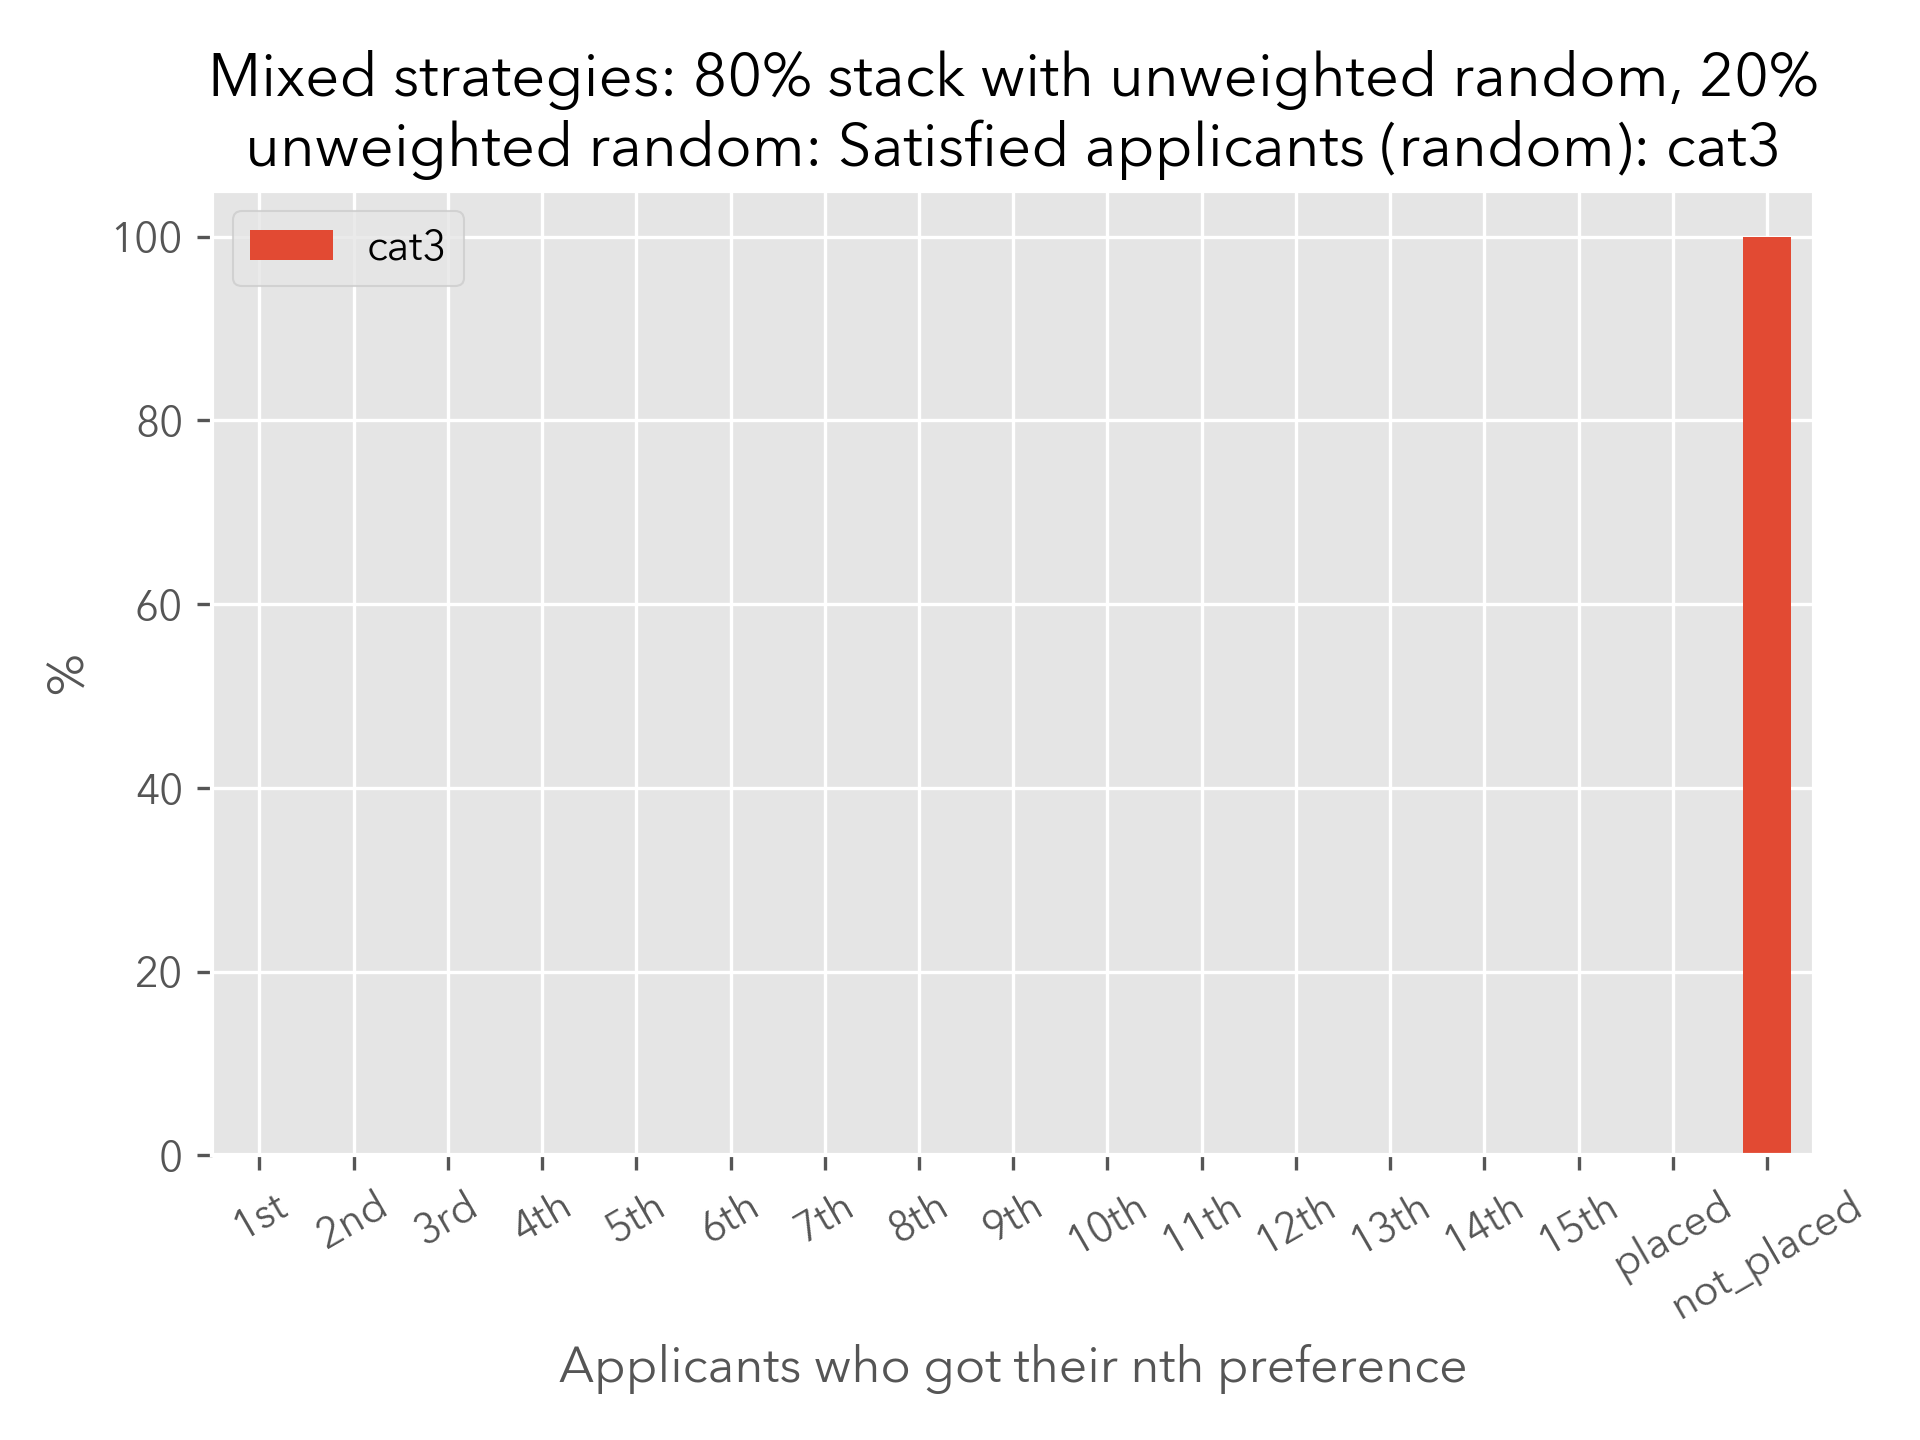 Mixed strategies: 80% stack with unweighted random, 20%
unweighted random: Satisfied applicants (random): cat3
cat3
100
80
60
40
20
0
%
1st
2nd
3rd
4th
5th
6th
7th
8th
9th
10th
11th
12th
13th
14th
15th
placed
not_placed
Applicants who got their nth preference